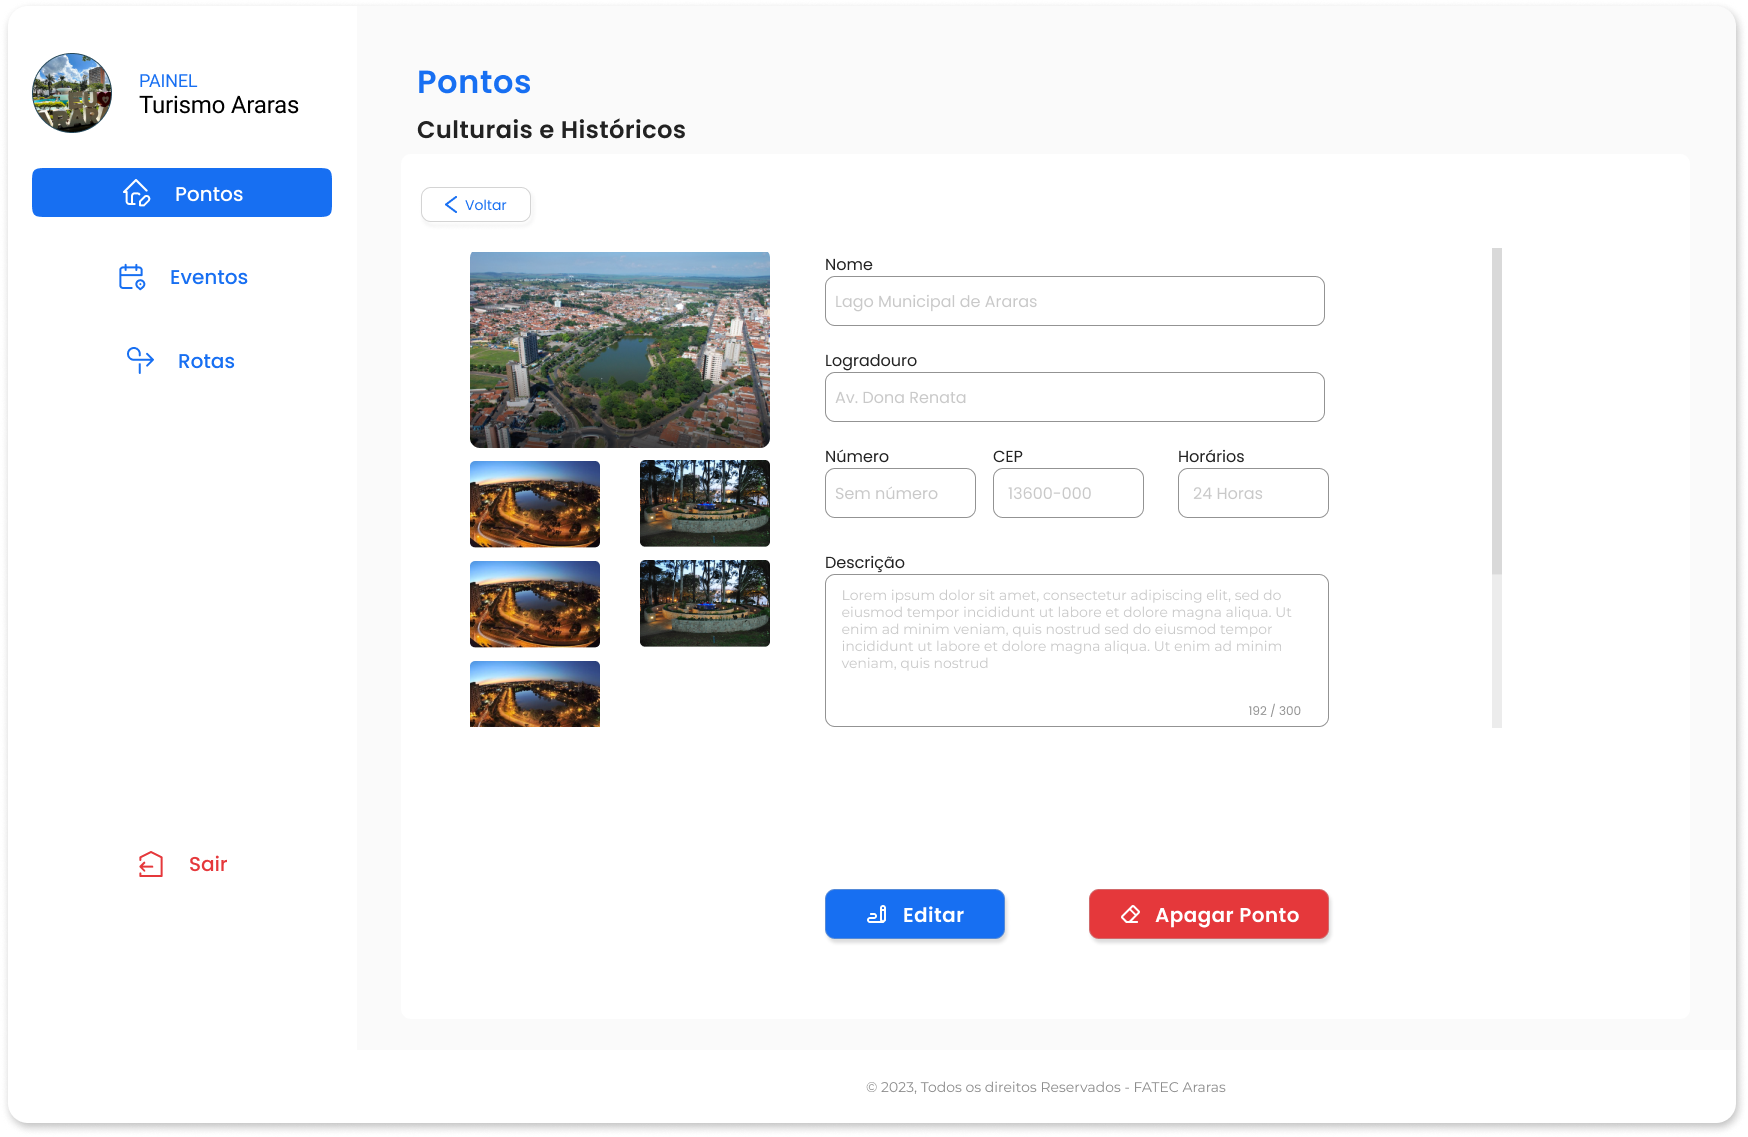 PAINEL
Turismo Araras
Pontos
Eventos
Rotas
Sair
Pontos
Culturais e Históricos
Voltar
Nome
Lago Municipal de Araras
Logradouro
Av. Dona Renata
Número
CEP
Horários
Sem número
13600-000
24 Horas
Descrição
Lorem ipsum dolor sit amet, consectetur adipiscing elit, sed do
eiusmod tempor incididunt ut labore et dolore magna aliqua. Ut
enim ad minim veniam, quis nostrud sed do eiusmod tempor
incididunt ut labore et dolore magna aliqua. Ut enim ad minim
veniam, quis nostrud
192 / 300
Editar
Apagar Ponto
© 2023, Todos os direitos Reservados - FATEC Araras